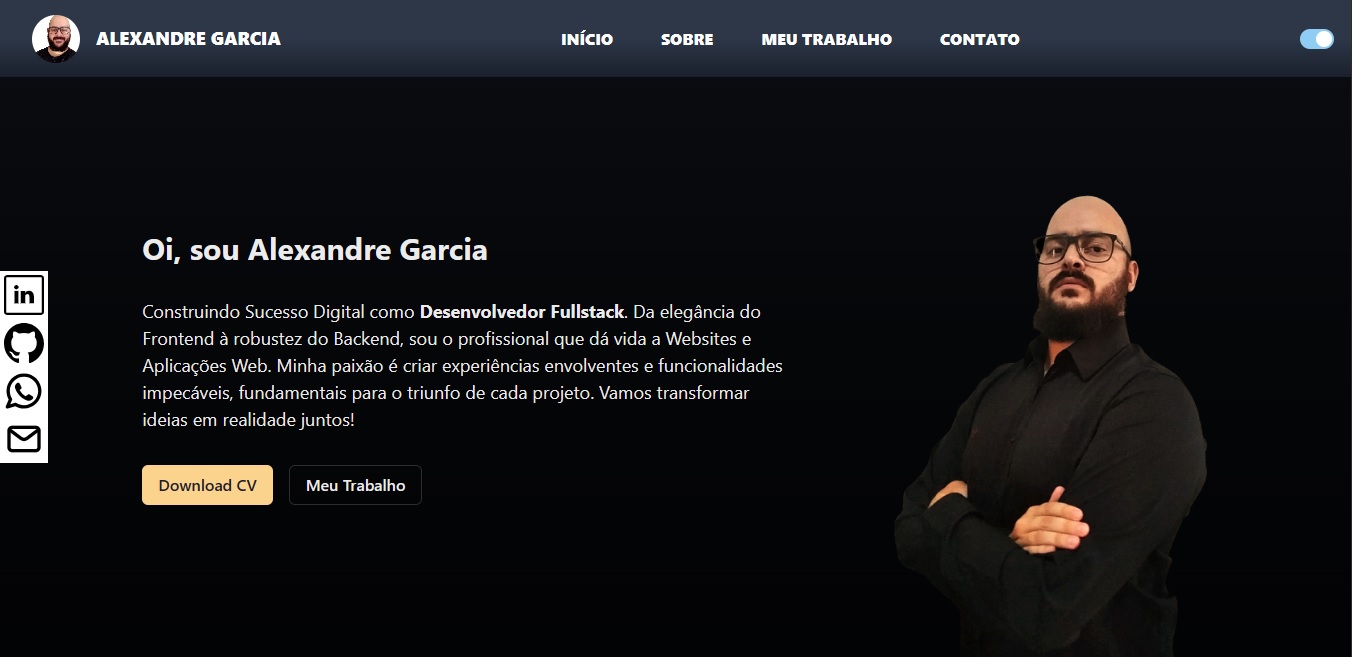 ALEXANDRE GARCIA
INÍCIO
SOBRE
MEU TRABALHO
CONTATO
Oi, sou Alexandre Garcia
Construindo Sucesso Digital como Desenvolvedor Fullstack. Da elegância do
Frontend à robustez do Backend, sou o profissional que dá vida a Websites e
Aplicações Web. Minha paixão é criar experiências envolventes e funcionalidades
impecáveis, fundamentais para o triunfo de cada projeto. Vamos transformar
ideias em realidade juntos!
in
Download CV
Meu Trabalho